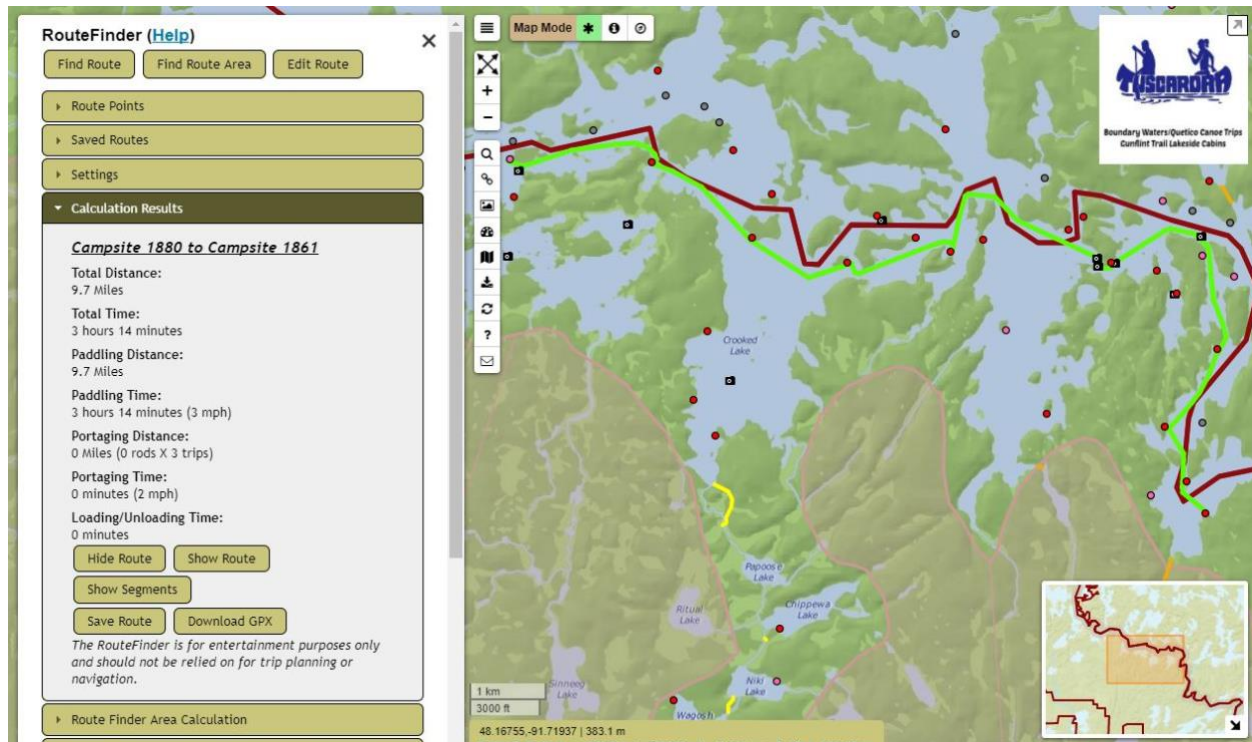 RouteFinder (Help)
×
Find Route
Find Route Area
Edit Route
Route Points
Saved Routes
Settings
Calculation Results
Campsite 1880 to Campsite 1861
Total Distance:
9.7 Miles
Total Time:
3 hours 14 minutes
Paddling Distance:
9.7 Miles
Paddling Time:
3 hours 14 minutes (3 mph)
Portaging Distance:
0 Miles (0 rods X 3 trips)
Portaging Time:
0 minutes (2 mph)
Loading/Unloading Time:
0 minutes
Hide Route
Show Route
Show Segments
Save Route
Download GPX
The RouteFinder is for entertainment purposes only
and should not be relied on for trip planning or
navigation.
Route Finder Area Calculation
Map Mode
+
−
?
TUSCARORA
Boundary Waters/Quetico Canoe Trips
Gunflint Trail Lakeside Cabins
Crooked
Lake
Papoose
Lake
Chippewa
Lake
Ritual
Lake
Niki
Lake
Sinneeg
Lake
Wagosh
1 km
3000 ft
48.16755,-91.71937 | 383.1 m